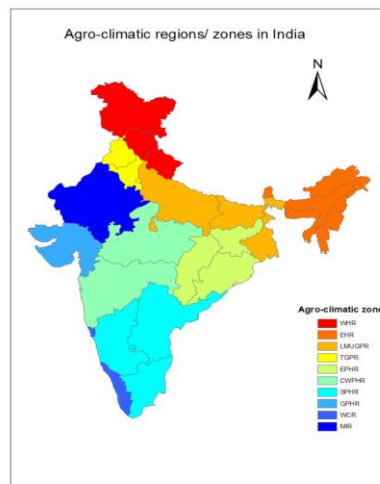 Agro-climatic regions/ zones in India
N
Agro-climatic zone
WHR
EHR
LMUGPR
TGPR
EPHR
CWPHR
SPHR
GPHR
WCR
MIR